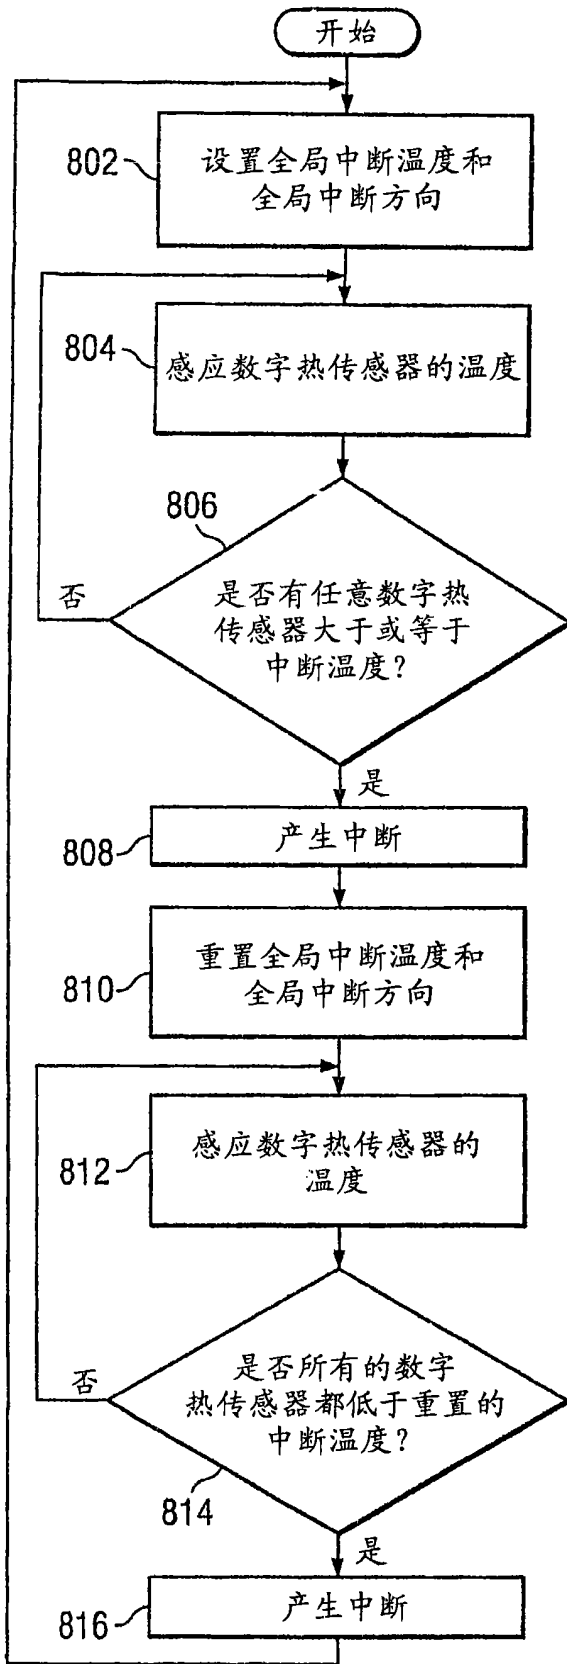 开始
802
设置全局中断温度和
全局中断方向
804
感应数字热传感器的温度
806
否
是否有任意数字热
传感器大于或等于
中断温度？
是
808
产生中断
810
重置全局中断温度和
全局中断方向
812
感应数字热传感器的
温度
否
是否所有的数字
热传感器都低于重置的
中断温度？
814
是
816
产生中断